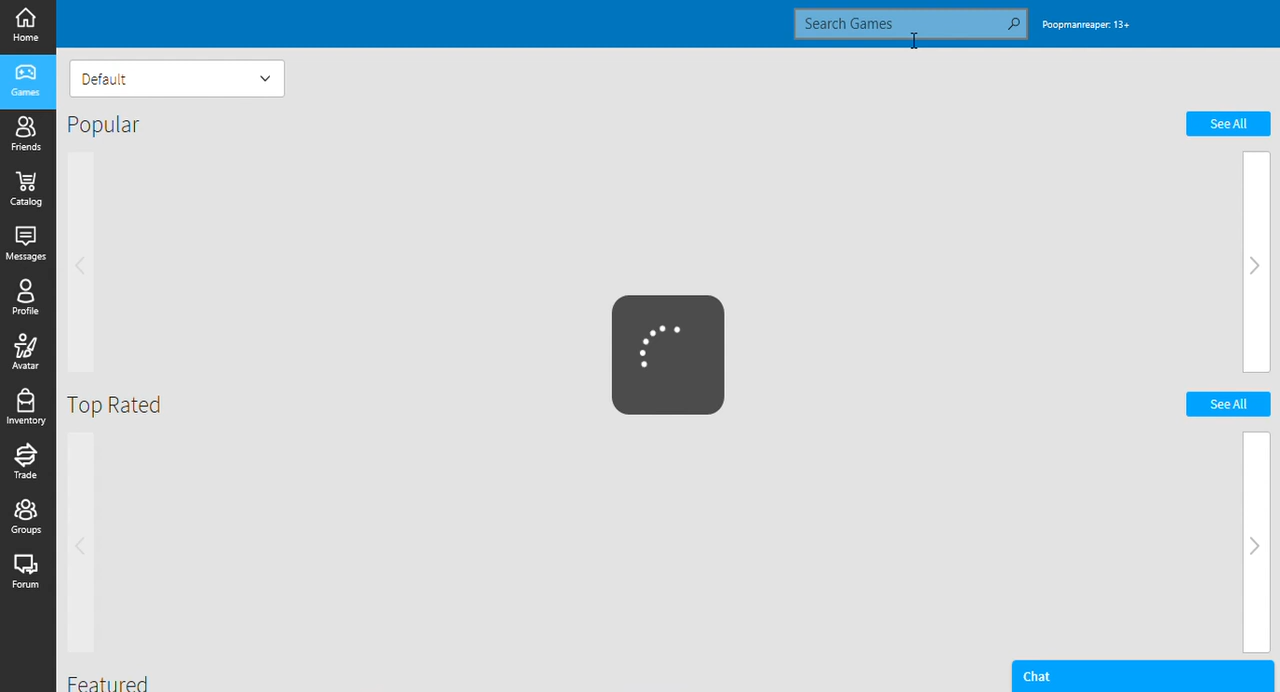 Home
Games
Friends
Catalog
Messages
Profile
Avatar
Inventory
Trade
Groups
Forum
Search Games
Poopmanreaper: 13+
Default
Popular
See All
Top Rated
See All
Featured
Chat